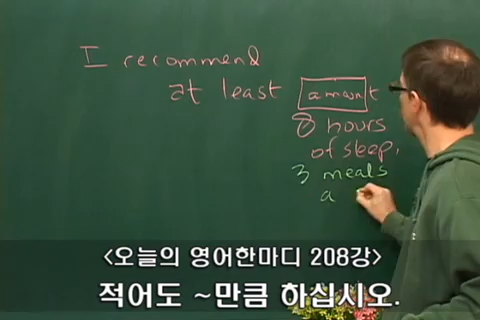 I recommend
at least amount
8 hours
of sleep,
3 meals
a
<오늘의 영어한마디 208강>
적어도 ~만큼 하십시오.